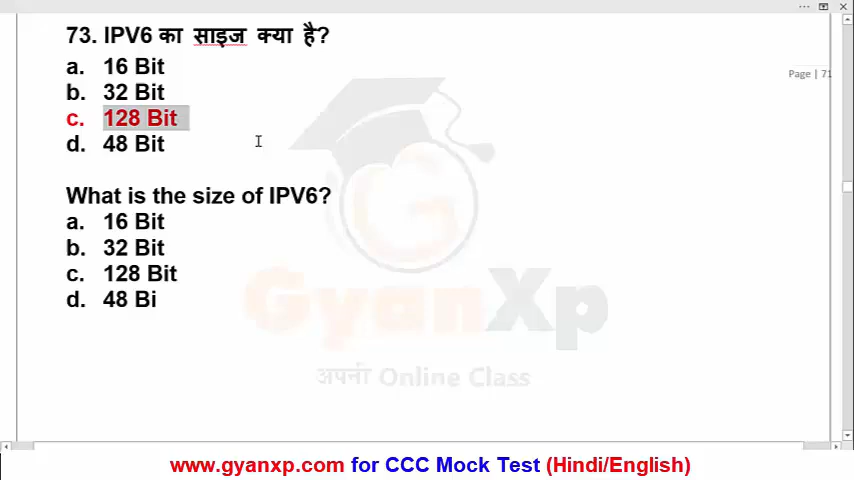 73. IPV6 का साइज क्या है?
a. 16 Bit
b. 32 Bit
c. 128 Bit
d. 48 Bit
Page | 71
What is the size of IPV6?
a. 16 Bit
b. 32 Bit
c. 128 Bit
d. 48 Bi
GyanXp
अपनी Online Class
www.gyanxp.com for CCC Mock Test (Hindi/English)